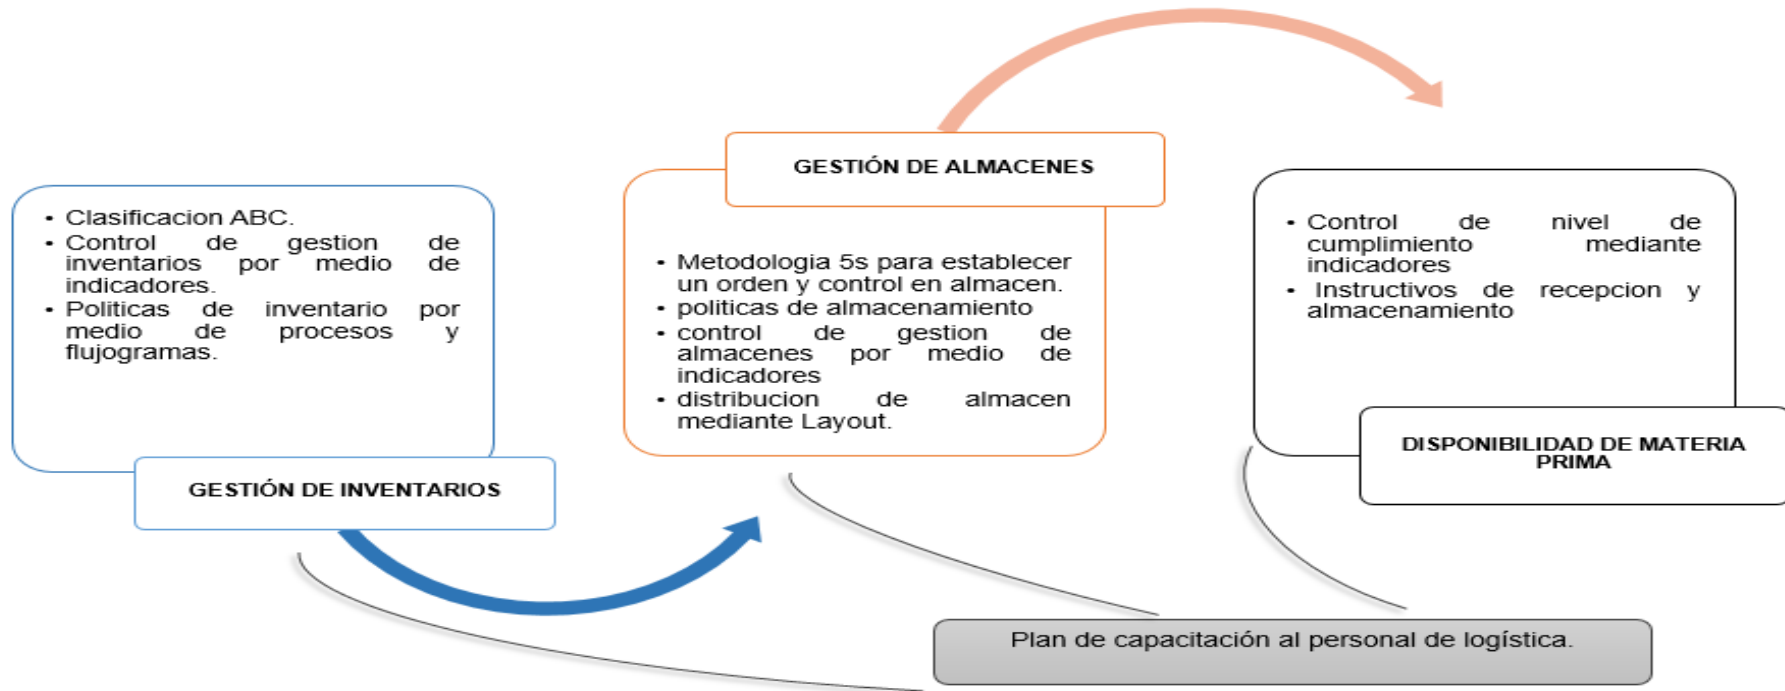 • Clasificacion ABC.
• Control de gestion de
inventarios por medio de
indicadores.
• Politicas de inventario por
medio de procesos y
flujogramas.
GESTIÓN DE INVENTARIOS
GESTIÓN DE ALMACENES
• Metodologia 5s para establecer
un orden y control en almacen.
• politicas de almacenamiento
• control de gestion de
almacenes por medio de
indicadores
• distribucion de almacen
mediante Layout.
• Control de nivel de
cumplimiento mediante
indicadores
• Instructivos de recepcion y
almacenamiento
DISPONIBILIDAD DE MATERIA
PRIMA
Plan de capacitación al personal de logística.